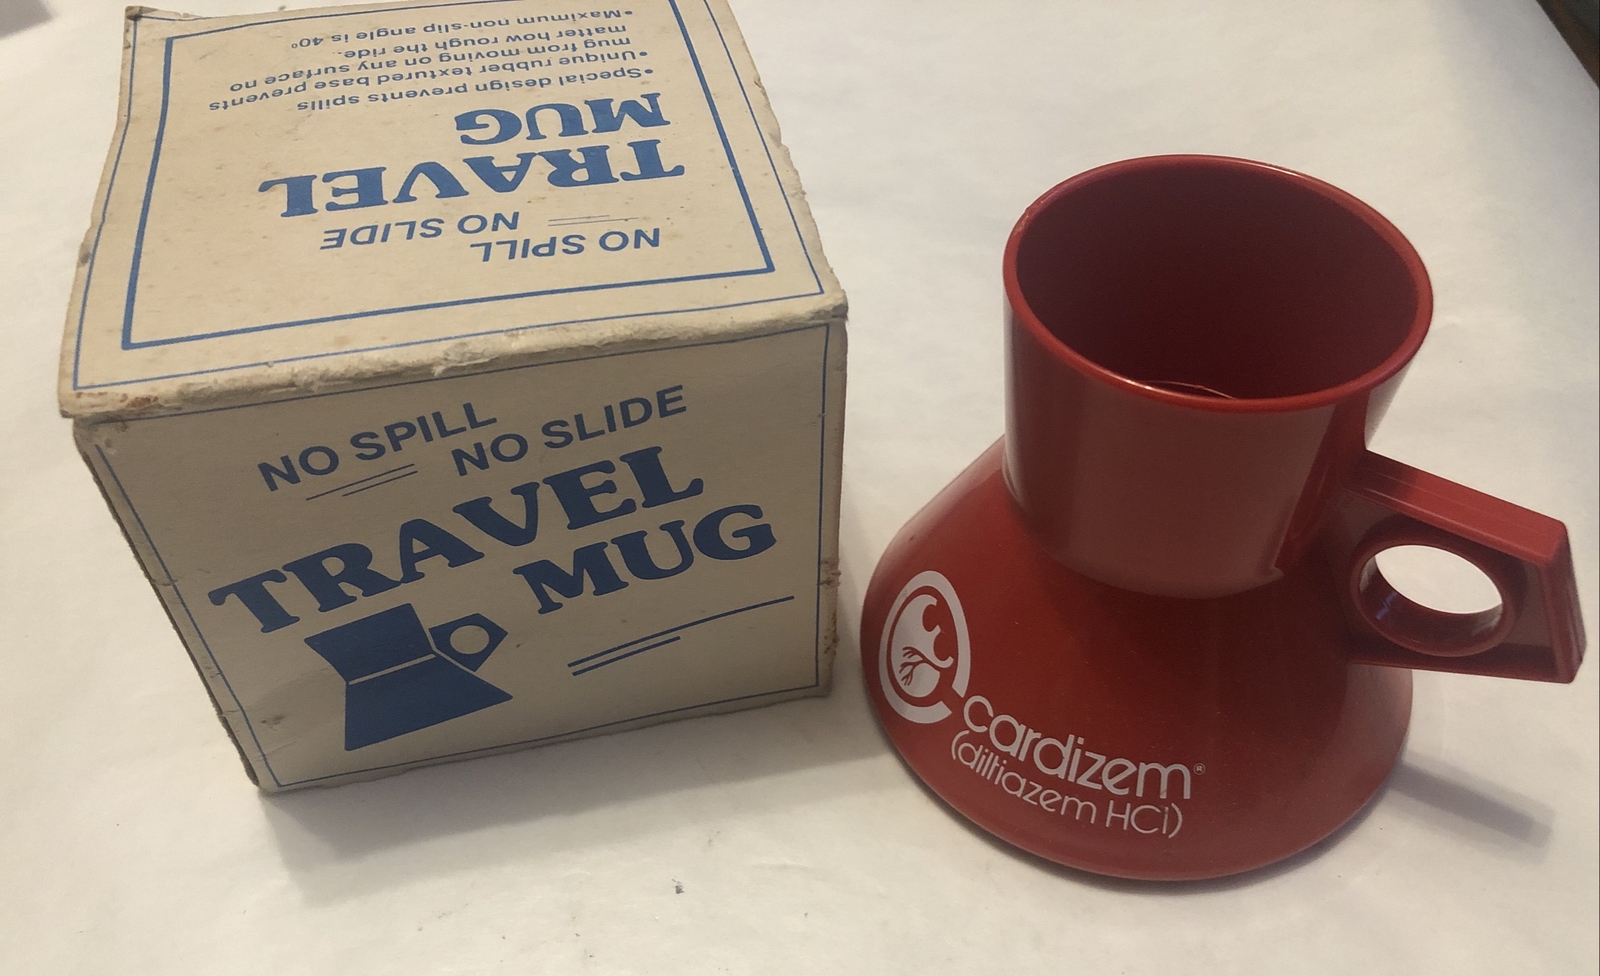 NO SPILL
NO SLIDE
TRAVEL
MUG
•Special design prevents spills
•Unique rubber textured base prevents
mug from moving on any surface no
matter how rough the ride.
•Maximum non-slip angle is 40°
NO SPILL
NO SLIDE
TRAVEL
MUG
cardizem®
(diltiazem HCl)